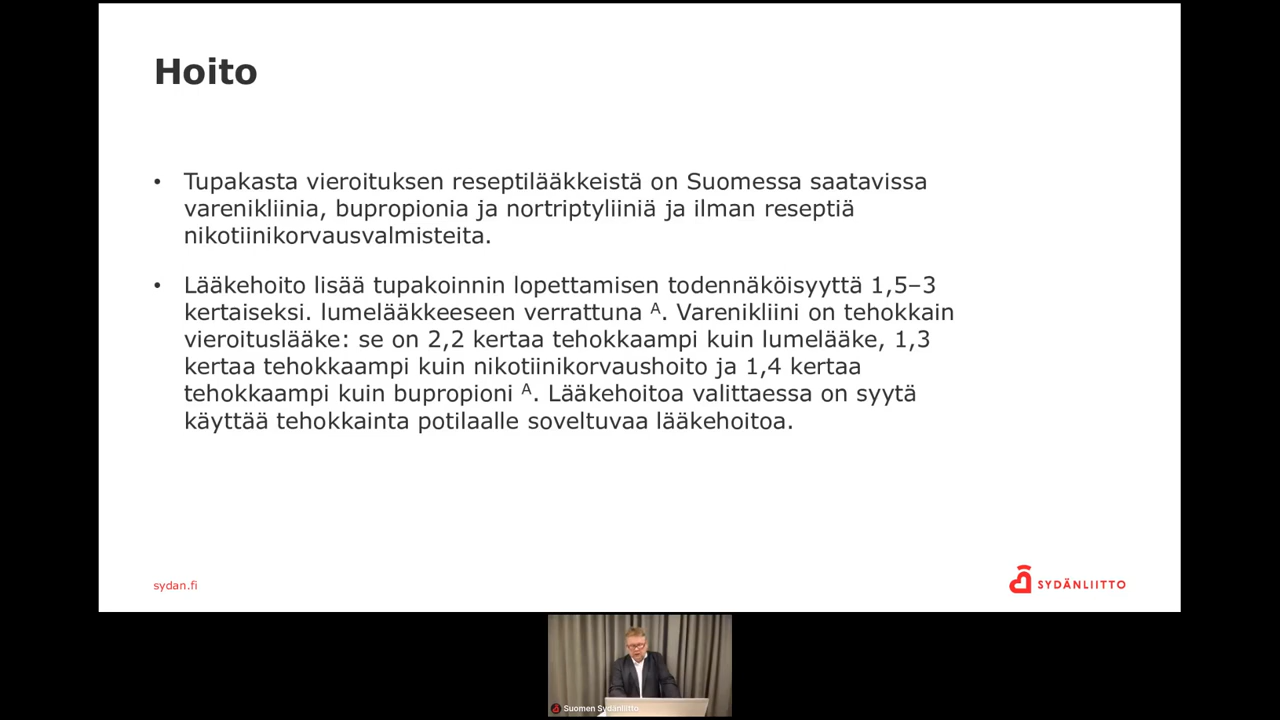 Hoito
• Tupakasta vieroituksen reseptilääkkeistä on Suomessa saatavissa
varenikliinia, bupropionia ja nortriptyliiniä ja ilman reseptiä
nikotiinikorvausvalmisteita.
• Lääkehoito lisää tupakoinnin lopettamisen todennäköisyyttä 1,5–3
kertaiseksi. lumelääkkeeseen verrattuna A. Varenikliini on tehokkain
vieroituslääke: se on 2,2 kertaa tehokkaampi kuin lumelääke, 1,3
kertaa tehokkaampi kuin nikotiinikorvaushoito ja 1,4 kertaa
tehokkaampi kuin bupropioni A. Lääkehoitoa valittaessa on syytä
käyttää tehokkainta potilaalle soveltuvaa lääkehoitoa.
sydan.fi
SYDÄNLIITTO
Suomen Sydänliitto